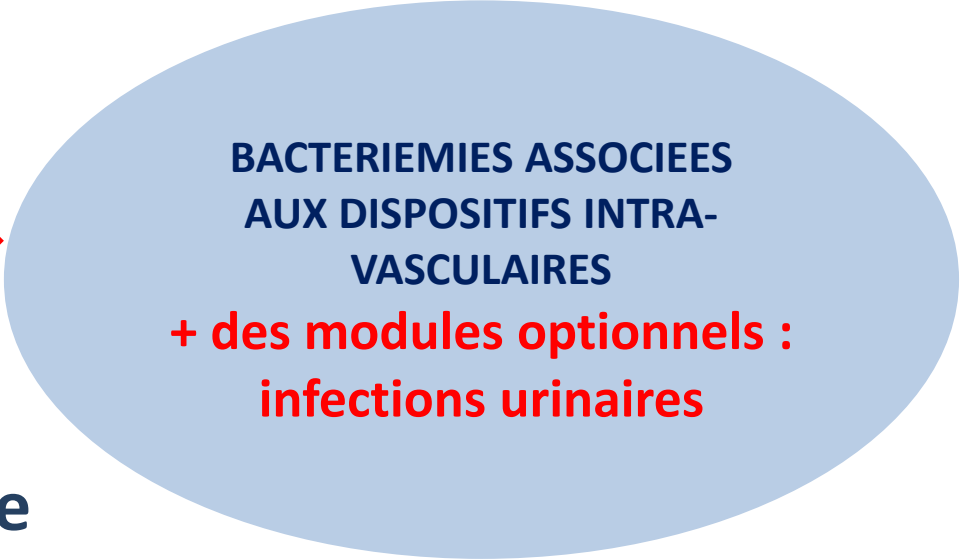 BACTERIEMIES ASSOCIEES
AUX DISPOSITIFS INTRA-
VASCULAIRES
+ des modules optionnels :
infections urinaires
e